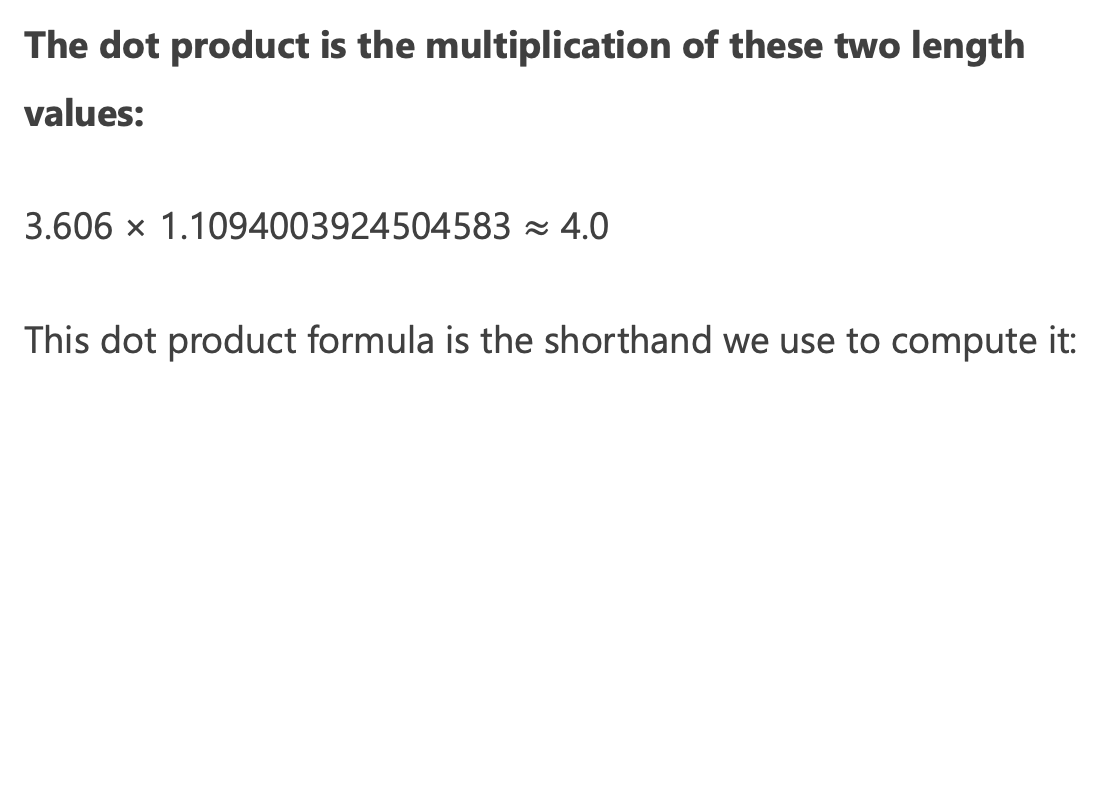 The dot product is the multiplication of these two length
values:
3.606 × 1.1094003924504583 ≈ 4.0
This dot product formula is the shorthand we use to compute it: